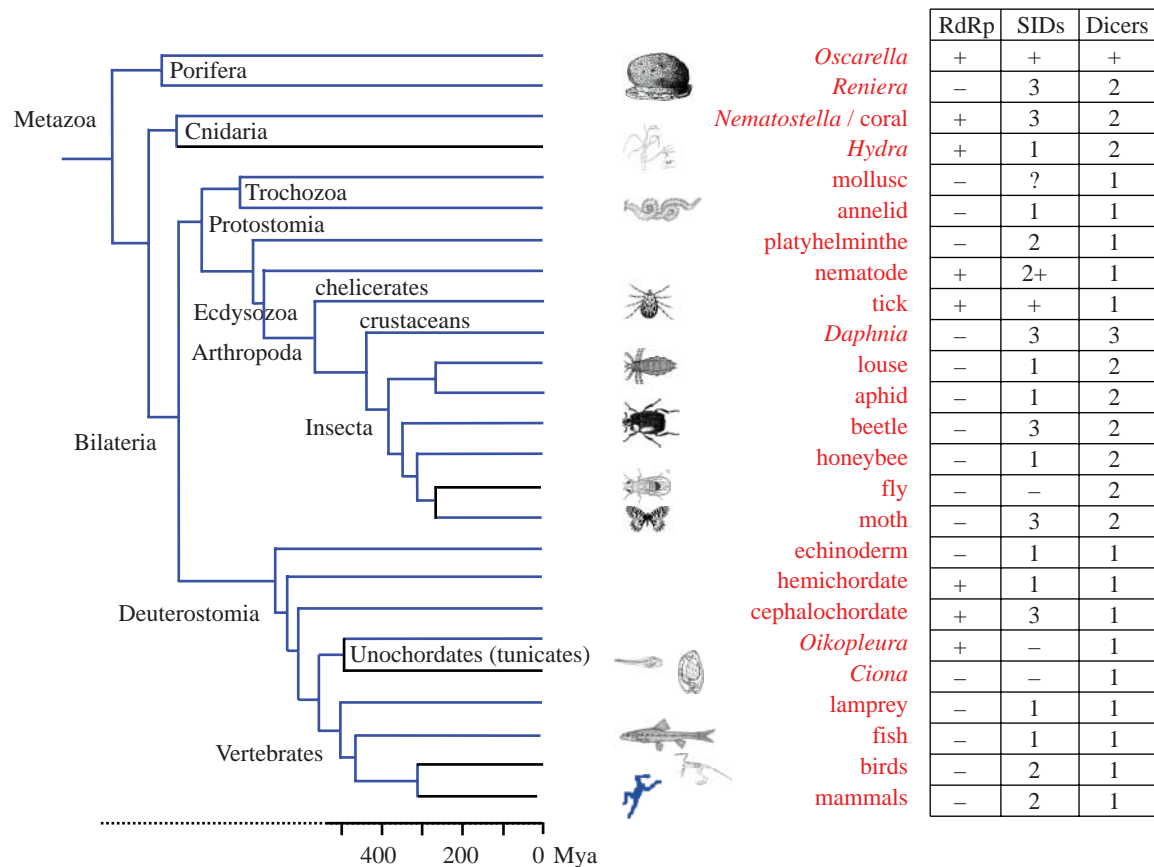 RdRp SIDs Dicers
Oscarella + + +
Porifera
Reniera – 3 2
Metazoa
Nematostella / coral + 3 2
Cnidaria
Hydra + 1 2
mollusc – ? 1
Trochozoa
annelid – 1 1
Protostomia
platyhelminthe – 2 1
nematode + 2+ 1
chelicerates
Ecdysozoa
tick + + 1
crustaceans
Daphnia – 3 3
Arthropoda
louse – 1 2
aphid – 1 2
Insecta
beetle – 3 2
Bilateria
honeybee – 1 2
fly – – 2
moth – 3 2
echinoderm – 1 1
hemichordate + 1 1
Deuterostomia
cephalochordate + 3 1
Oikopleura + – 1
Unochordates (tunicates)
Ciona – – 1
lamprey – 1 1
fish – 1 1
Vertebrates
birds – 2 1
mammals – 2 1
400 200 0 Mya